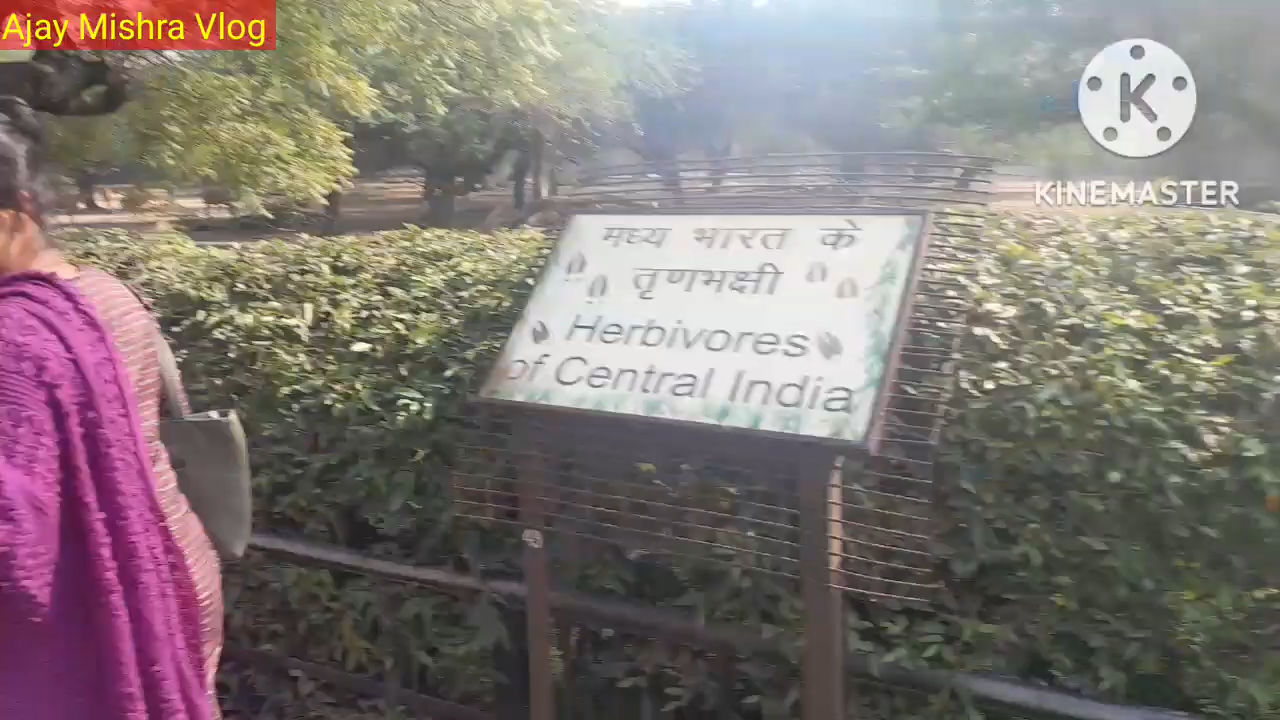 Ajay Mishra Vlog
KINEMASTER
मध्य भारत के
तृणभक्षी
Herbivores
of Central India